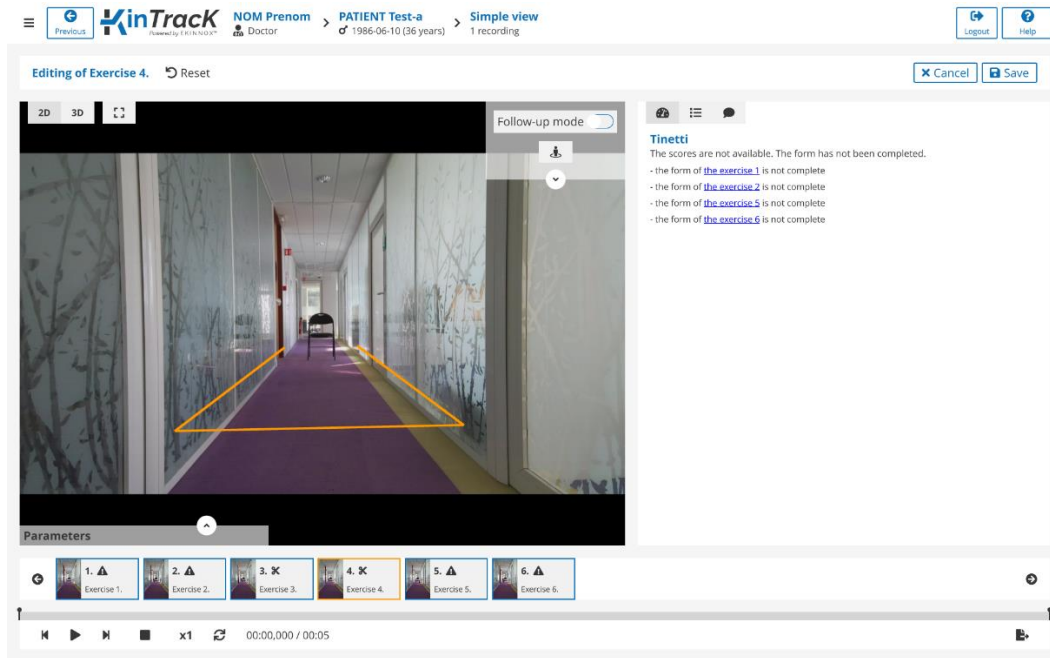 Previous
KinTrack
Powered by EKINNOX®
NOM Prenom
Doctor
PATIENT Test-a
1986-06-10 (36 years)
Simple view
1 recording
Logout
Help
Editing of Exercise 4.
Reset
Cancel
Save
2D 3D
Follow-up mode
Parameters
Tinetti
The scores are not available. The form has not been completed.
- the form of the exercise 1 is not complete
- the form of the exercise 2 is not complete
- the form of the exercise 5 is not complete
- the form of the exercise 6 is not complete
1.
Exercise 1.
2.
Exercise 2.
3.
Exercise 3.
4.
Exercise 4.
5.
Exercise 5.
6.
Exercise 6.
x1
00:00,000 / 00:05